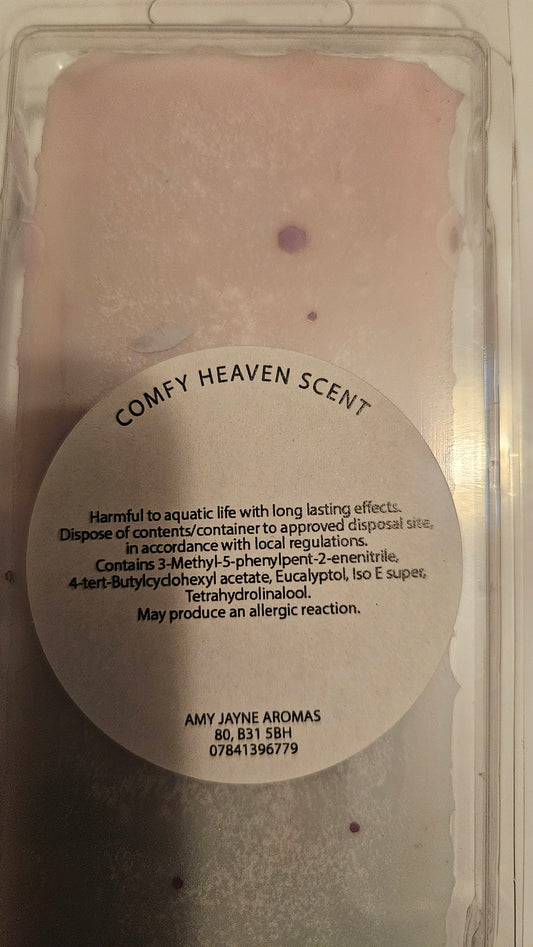 COMFY HEAVEN SCENT
Harmful to aquatic life with long lasting effects.
Dispose of contents/container to approved disposal site,
in accordance with local regulations.
Contains 3-Methyl-5-phenylpent-2-enenitrile,
4-tert-Butylcyclohexyl acetate, Eucalyptol, Iso E super,
Tetrahydrolinalool.
May produce an allergic reaction.
AMY JAYNE AROMAS
80, B31 5BH
07841396779